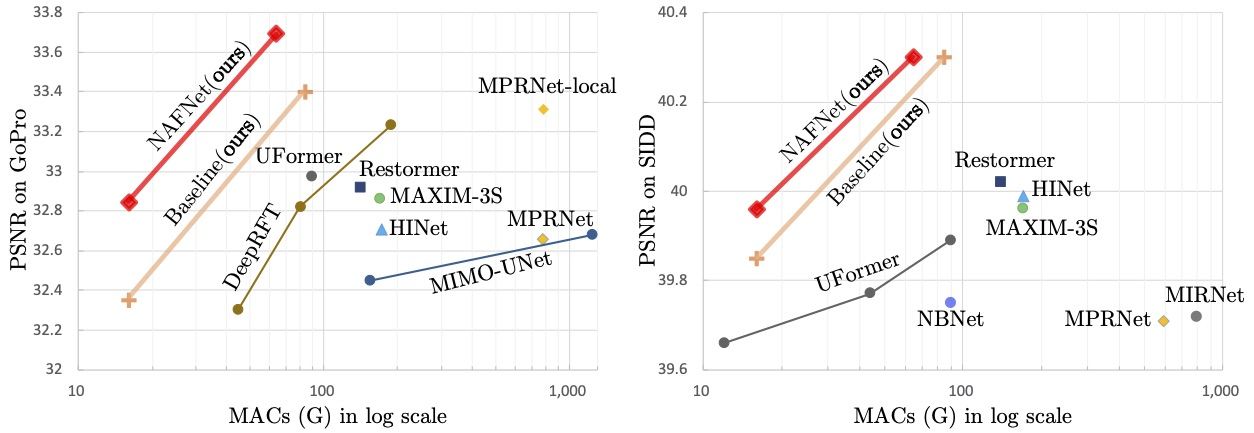 33.8
33.6
33.4
33.2
33
32.8
32.6
32.4
32.2
32
PSNR on GoPro
NAFNet(ours)
Baseline(ours)
UFormer
DeepRFT
Restormer
MAXIM-3S
HINet
MPRNet-local
MPRNet
MIMO-UNet
10
100
1,000
MACs (G) in log scale
40.4
40.2
40
39.8
39.6
PSNR on SIDD
NAFNet(ours)
Baseline(ours)
Restormer
HINet
MAXIM-3S
UFormer
NBNet
MPRNet
MIRNet
10
100
1,000
MACs (G) in log scale